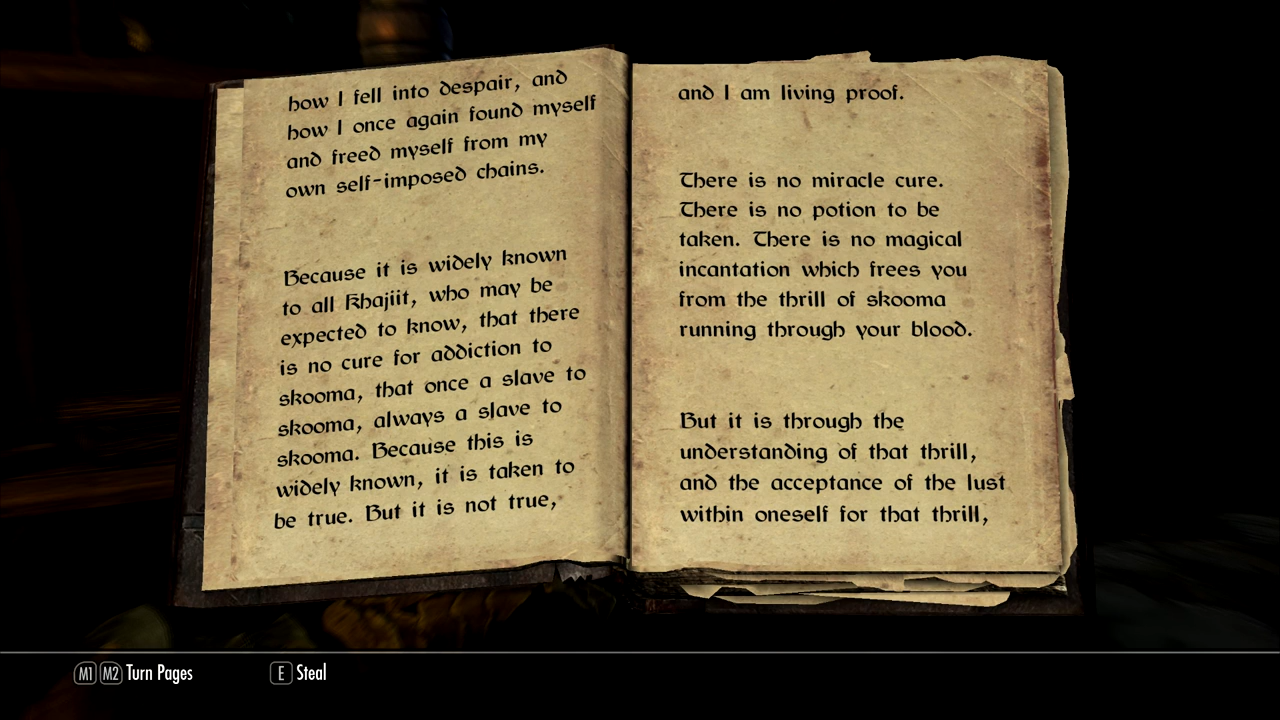 how I fell into despair, and
how I once again found myself
and freed myself from my
own self-imposed chains.
Because it is widely known
to all Khajiit, who may be
expected to know, that there
is no cure for addiction to
skooma, that once a slave to
skooma, always a slave to
skooma. Because this is
widely known, it is taken to
be true. But it is not true,
and I am living proof.
There is no miracle cure.
There is no potion to be
taken. There is no magical
incantation which frees you
from the thrill of skooma
running through your blood.
But it is through the
understanding of that thrill,
and the acceptance of the lust
within oneself for that thrill,
M1 M2 Turn Pages
E Steal